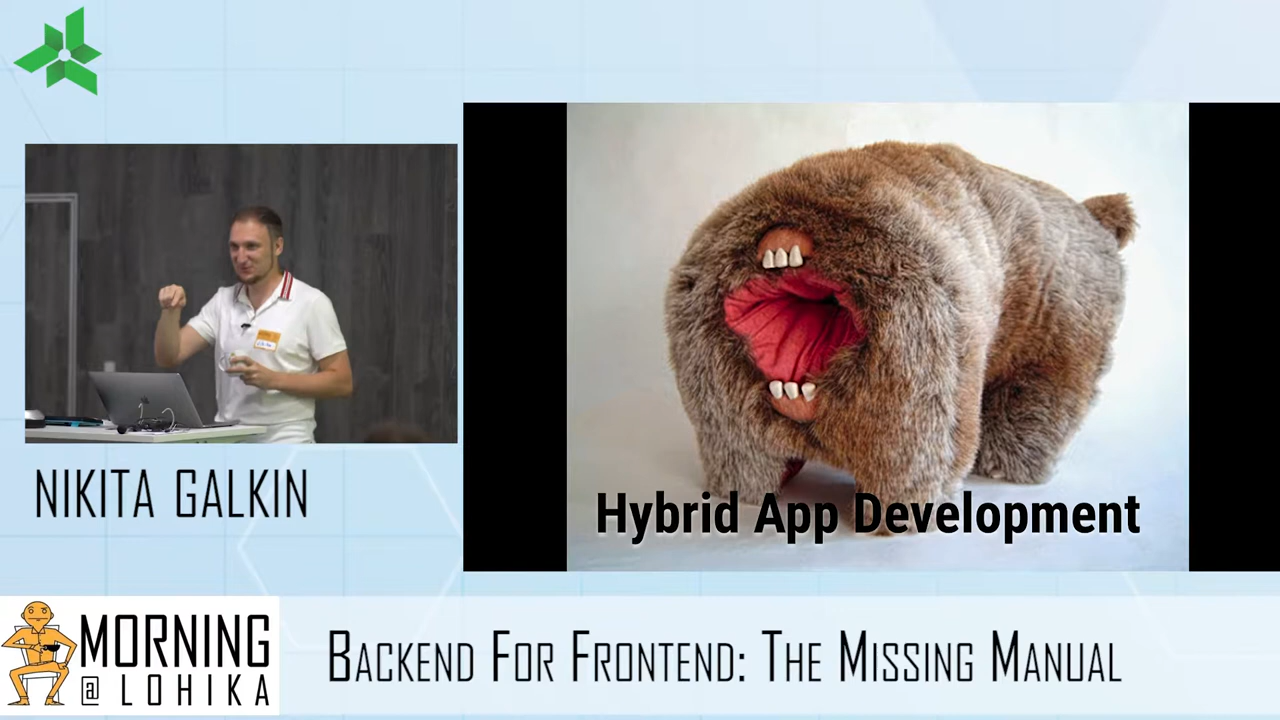 Hybrid App Development
NIKITA GALKIN
MORNING
@LOHIKA
BACKEND FOR FRONTEND: THE MISSING MANUAL